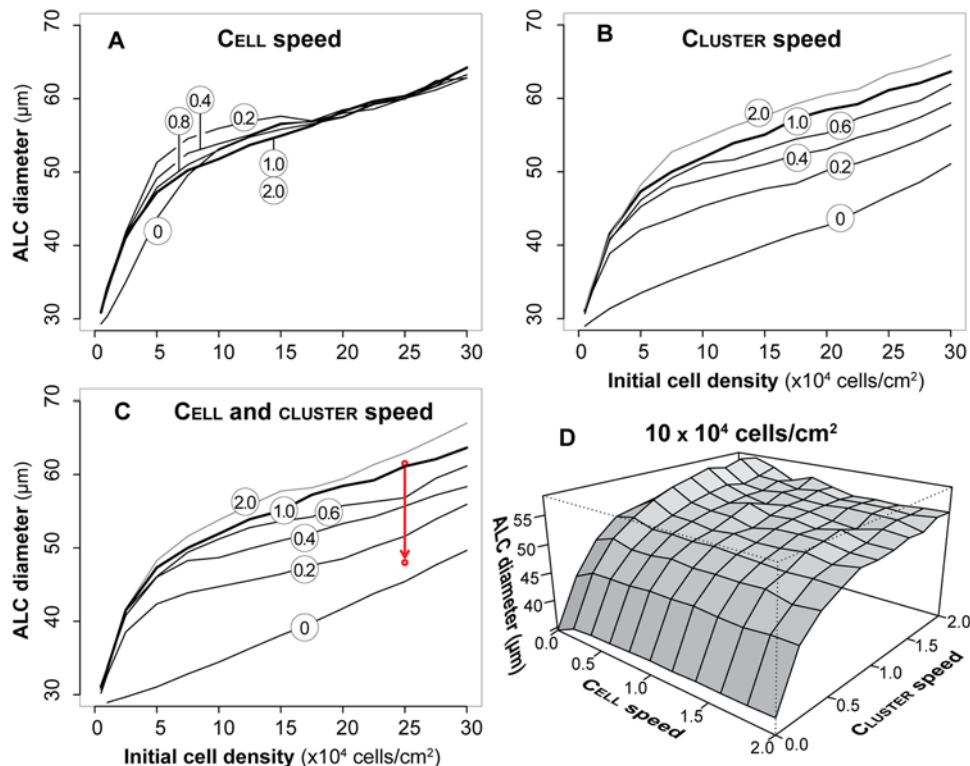 A
CELL speed
ALC diameter (µm)
70
60
50
40
30
0.4
0.8
0.2
1.0
2.0
0
0 5 10 15 20 25 30
B
CLUSTER speed
70
60
50
40
30
2.0
1.0
0.6
0.4
0.2
0
0 5 10 15 20 25 30
Initial cell density (x10⁴ cells/cm²)
C
CELL and CLUSTER speed
ALC diameter (µm)
70
60
50
40
30
2.0
1.0
0.6
0.4
0.2
0
0 5 10 15 20 25 30
Initial cell density (x10⁴ cells/cm²)
D
10 x 10⁴ cells/cm²
ALC diameter (µm)
55
50
45
40
0.0
0.5
1.0
1.5
2.0
CELL speed
0.0
0.5
1.0
1.5
2.0
CLUSTER speed